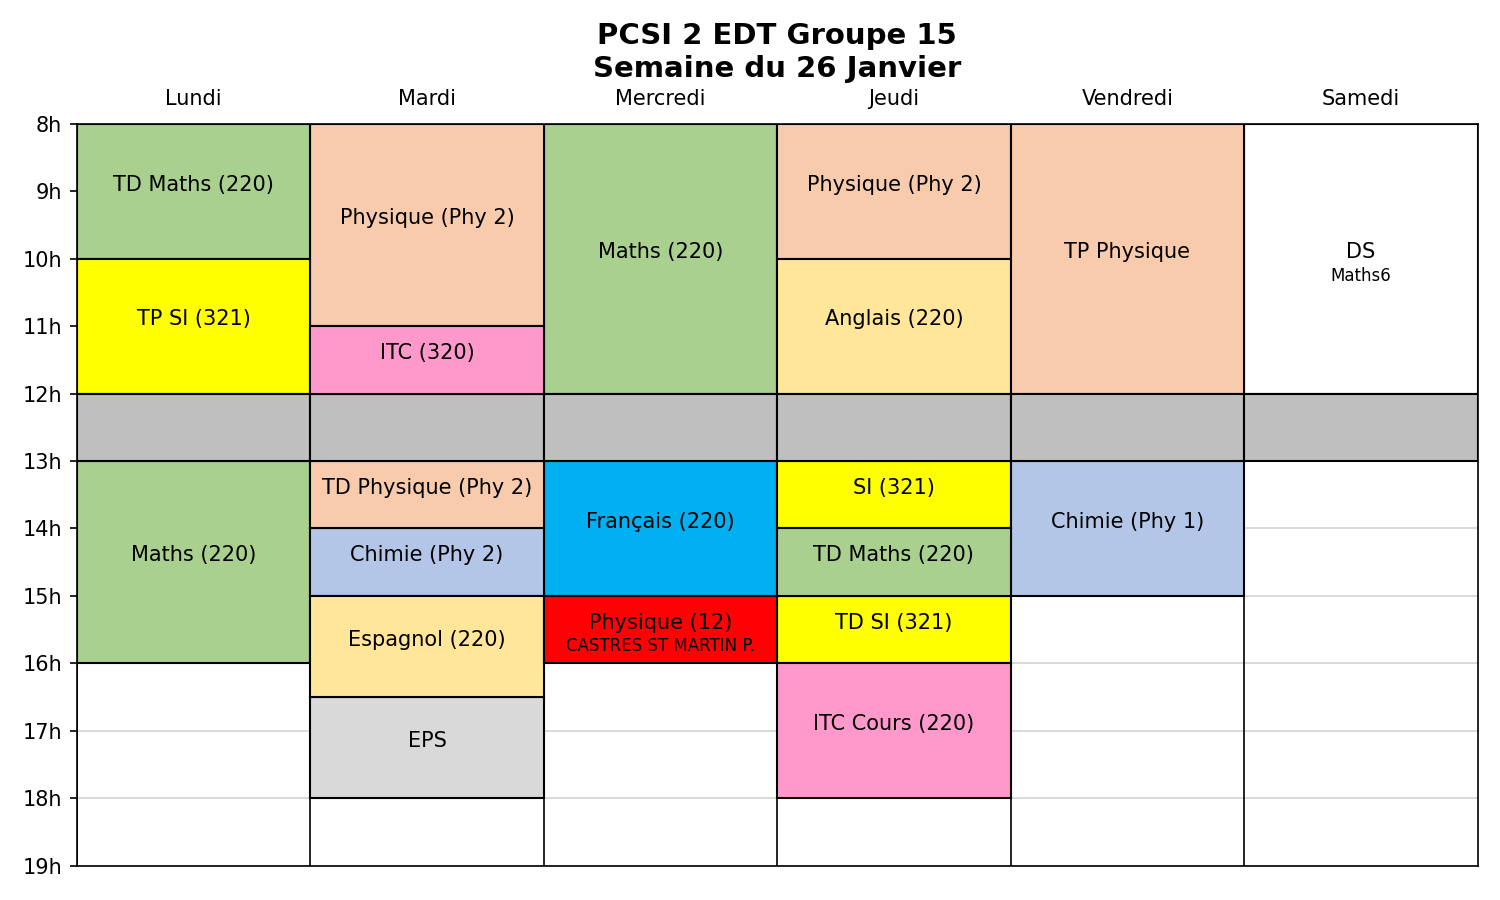 PCSI 2 EDT Groupe 15
Semaine du 26 Janvier
Lundi Mardi Mercredi Jeudi Vendredi Samedi
8h
9h
10h
11h
12h
13h
14h
15h
16h
17h
18h
19h
TD Maths (220)
TP SI (321)
Maths (220)
Physique (Phy 2)
ITC (320)
TD Physique (Phy 2)
Chimie (Phy 2)
Espagnol (220)
EPS
Maths (220)
Français (220)
Physique (12)
CASTRES ST MARTIN P.
Physique (Phy 2)
Anglais (220)
SI (321)
TD Maths (220)
TD SI (321)
ITC Cours (220)
TP Physique
Chimie (Phy 1)
DS
Maths6